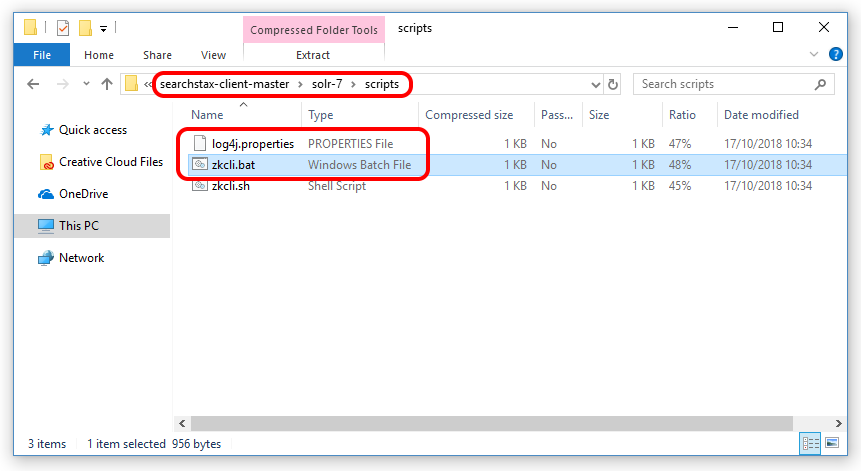 Compressed Folder Tools scripts
File Home Share View Extract
« searchstax-client-master > solr-7 > scripts Search scripts
Name Type Compressed size Pass... Size Ratio Date modified
Quick access
Creative Cloud Files
OneDrive
This PC
Network
log4j.properties PROPERTIES File 1 KB No 1 KB 47% 17/10/2018 10:34
zkcli.bat Windows Batch File 1 KB No 1 KB 48% 17/10/2018 10:34
zkcli.sh Shell Script 1 KB No 1 KB 45% 17/10/2018 10:34
3 items 1 item selected 956 bytes